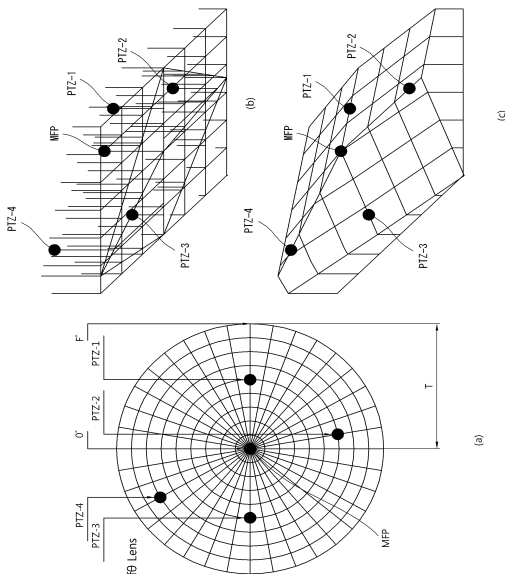 fθ Lens
PTZ-4
PTZ-3
0°
PTZ-2
F°
PTZ-1
MFP
T
(a)
PTZ-4
MFP
PTZ-1
PTZ-2
PTZ-3
(b)
PTZ-4
MFP
PTZ-1
PTZ-2
PTZ-3
(c)